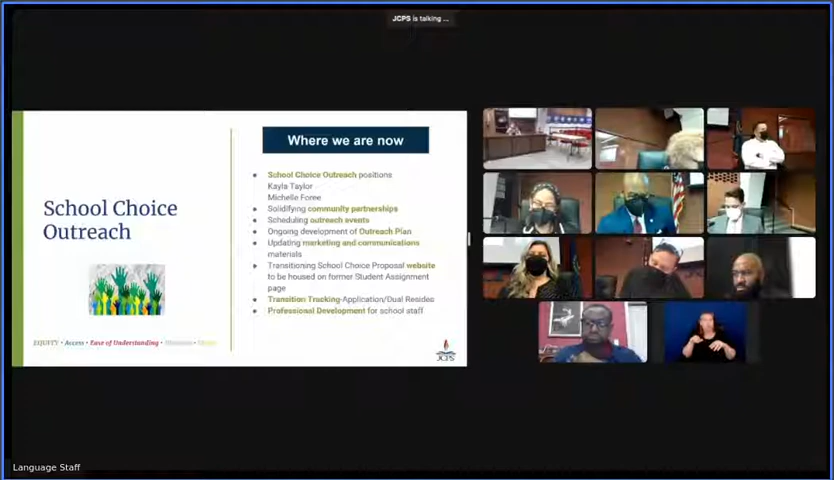 JCPS is talking ...
School Choice
Outreach
EQUITY • Access • Ease of Understanding •
JCPS
Where we are now
School Choice Outreach positions
Kayla Taylor
Michelle Foree
Solidifying community partnerships
Scheduling outreach events
Ongoing development of Outreach Plan
Updating marketing and communications
materials
Transitioning School Choice Proposal website
to be housed on former Student Assignment
page
Transition Tracking-Application/Dual Resides
Professional Development for school staff
Language Staff